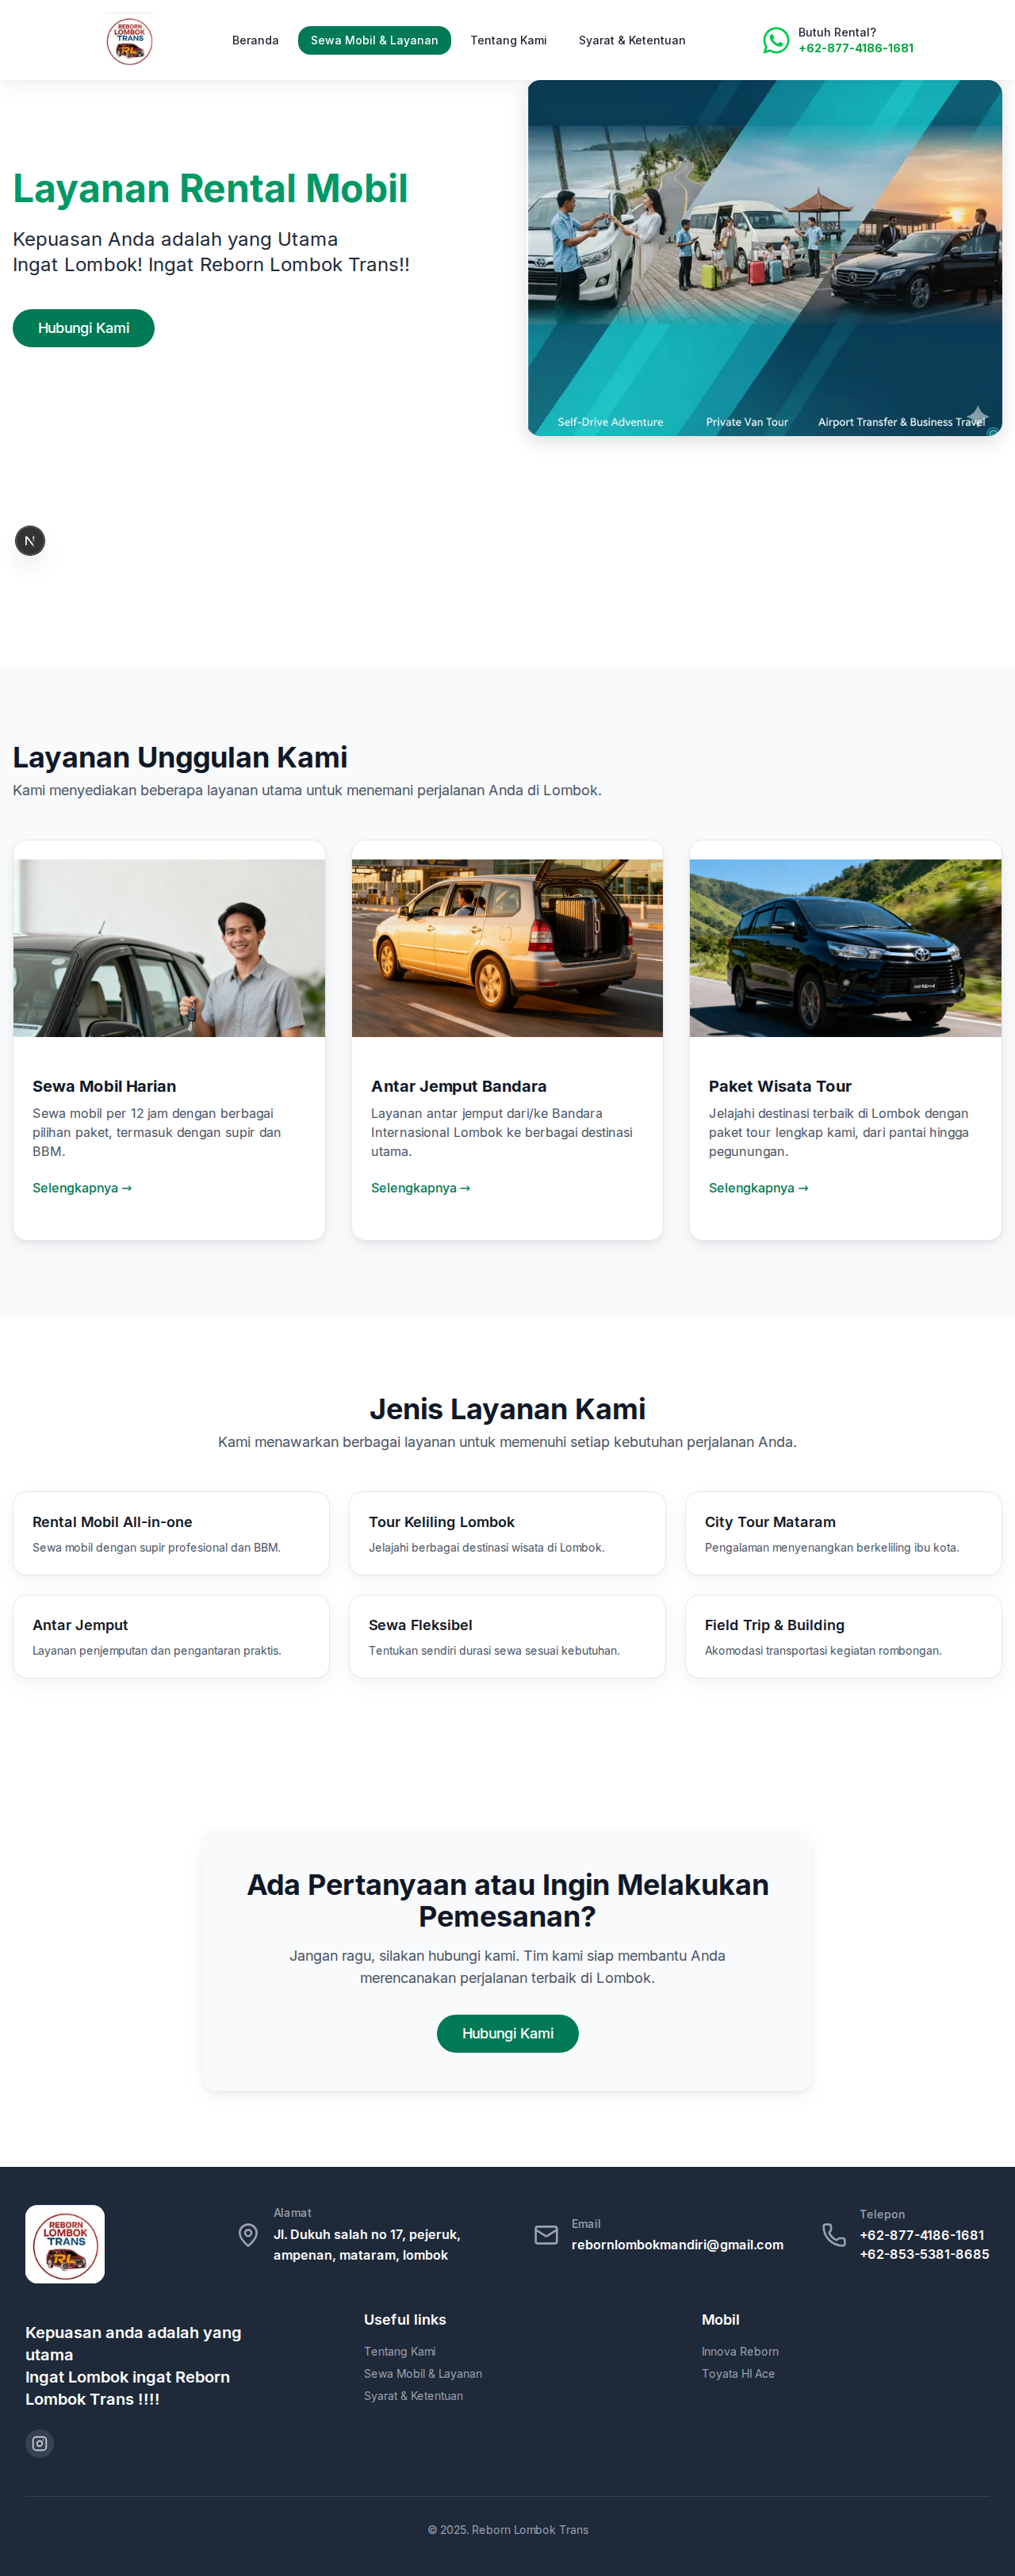 REBORN
LOMBOK
TRANS
RL
Beranda
Sewa Mobil & Layanan
Tentang Kami
Syarat & Ketentuan
Butuh Rental?
+62-877-4186-1681
Layanan Rental Mobil
Kepuasan Anda adalah yang Utama
Ingat Lombok! Ingat Reborn Lombok Trans!!
Hubungi Kami
Self-Drive Adventure
Private Van Tour
Airport Transfer & Business Travel
N
Layanan Unggulan Kami
Kami menyediakan beberapa layanan utama untuk menemani perjalanan Anda di Lombok.
Sewa Mobil Harian
Sewa mobil per 12 jam dengan berbagai
pilihan paket, termasuk dengan supir dan
BBM.
Selengkapnya →
Antar Jemput Bandara
Layanan antar jemput dari/ke Bandara
Internasional Lombok ke berbagai destinasi
utama.
Selengkapnya →
Paket Wisata Tour
Jelajahi destinasi terbaik di Lombok dengan
paket tour lengkap kami, dari pantai hingga
pegunungan.
Selengkapnya →
Jenis Layanan Kami
Kami menawarkan berbagai layanan untuk memenuhi setiap kebutuhan perjalanan Anda.
Rental Mobil All-in-one
Sewa mobil dengan supir profesional dan BBM.
Tour Keliling Lombok
Jelajahi berbagai destinasi wisata di Lombok.
City Tour Mataram
Pengalaman menyenangkan berkeliling ibu kota.
Antar Jemput
Layanan penjemputan dan pengantaran praktis.
Sewa Fleksibel
Tentukan sendiri durasi sewa sesuai kebutuhan.
Field Trip & Building
Akomodasi transportasi kegiatan rombongan.
Ada Pertanyaan atau Ingin Melakukan
Pemesanan?
Jangan ragu, silakan hubungi kami. Tim kami siap membantu Anda
merencanakan perjalanan terbaik di Lombok.
Hubungi Kami
REBORN
LOMBOK
TRANS
RL
Alamat
Jl. Dukuh salah no 17, pejeruk,
ampenan, mataram, lombok
Email
rebornlombokmandiri@gmail.com
Telepon
+62-877-4186-1681
+62-853-5381-8685
Kepuasan anda adalah yang
utama
Ingat Lombok ingat Reborn
Lombok Trans !!!!
Useful links
Tentang Kami
Sewa Mobil & Layanan
Syarat & Ketentuan
Mobil
Innova Reborn
Toyata HI Ace
© 2025. Reborn Lombok Trans